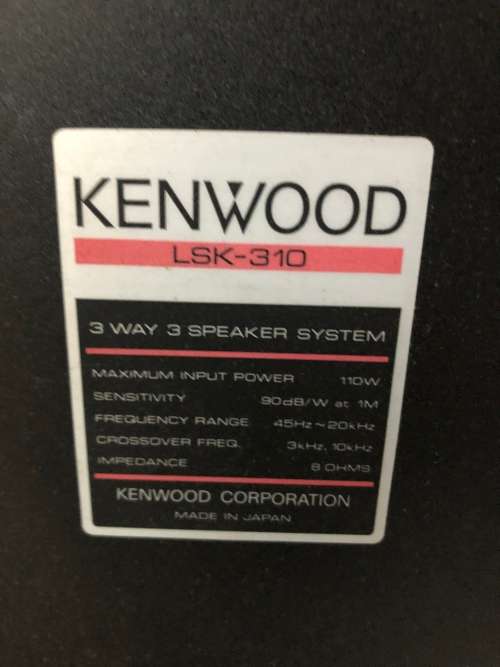 KENWOOD
LSK-310
3 WAY 3 SPEAKER SYSTEM
MAXIMUM INPUT POWER 110W
SENSITIVITY 90dB/W at 1M
FREQUENCY RANGE 45Hz~20kHz
CROSSOVER FREQ. 3kHz, 10kHz
IMPEDANCE 8 OHMS
KENWOOD CORPORATION
MADE IN JAPAN